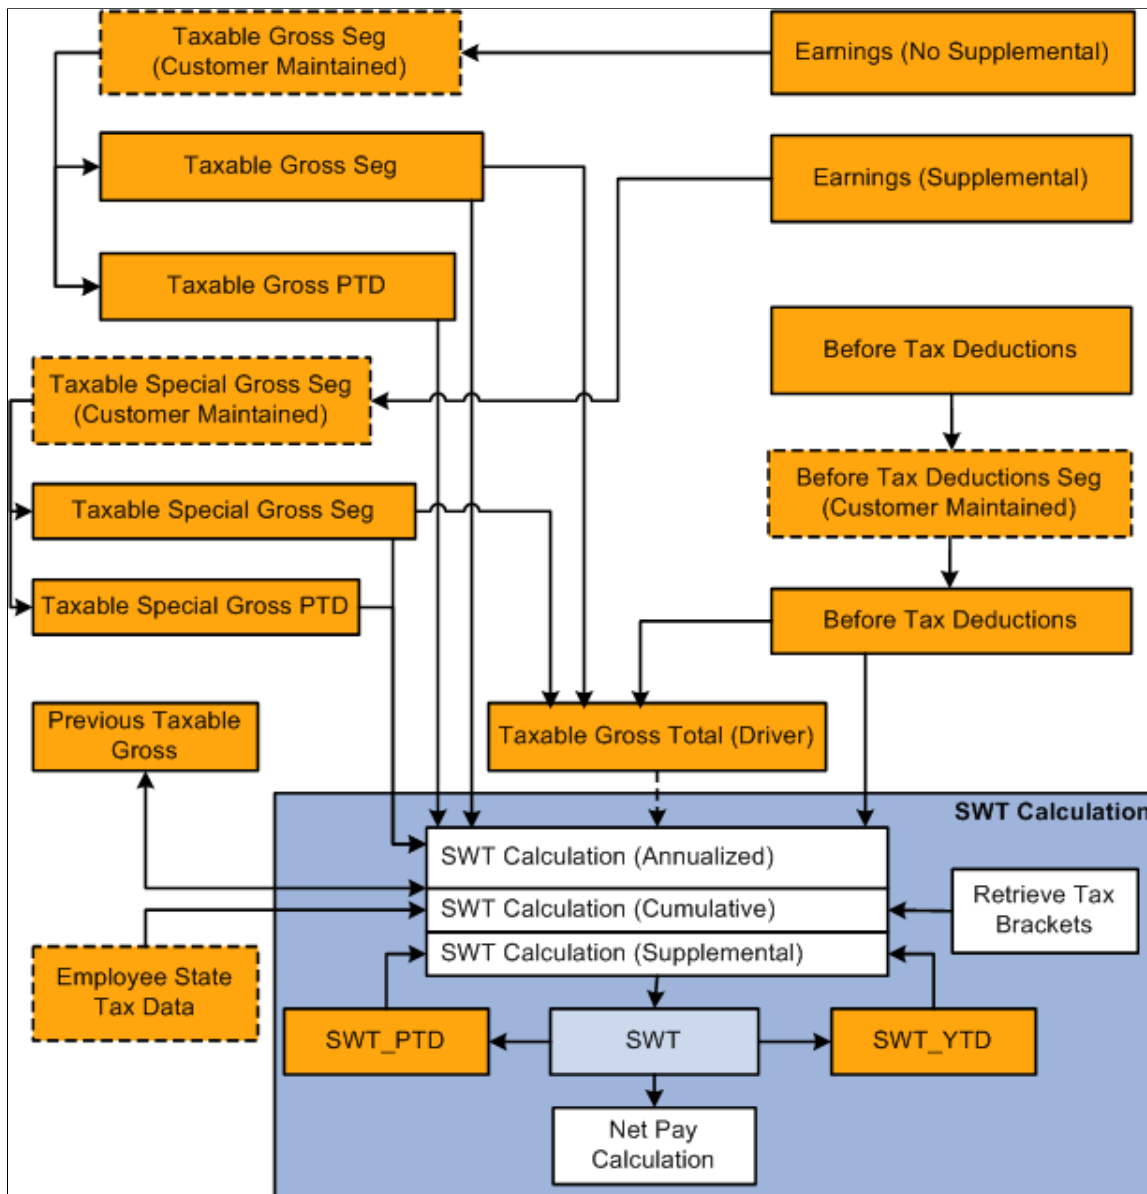 Taxable Gross Seg
(Customer Maintained)
Earnings (No Supplemental)
Taxable Gross Seg
Earnings (Supplemental)
Taxable Gross PTD
Before Tax Deductions
Taxable Special Gross Seg
(Customer Maintained)
Before Tax Deductions Seg
(Customer Maintained)
Taxable Special Gross Seg
Taxable Special Gross PTD
Before Tax Deductions
Previous Taxable
Gross
Taxable Gross Total (Driver)
SWT Calculation
SWT Calculation (Annualized)
SWT Calculation (Cumulative)
SWT Calculation (Supplemental)
Retrieve Tax
Brackets
Employee State
Tax Data
SWT_PTD
SWT
SWT_YTD
Net Pay
Calculation